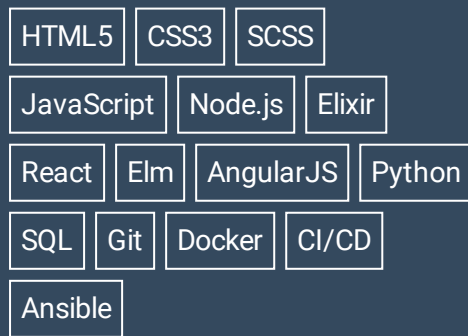 HTML5 CSS3 SCSS
JavaScript Node.js Elixir
React Elm AngularJS Python
SQL Git Docker CI/CD
Ansible